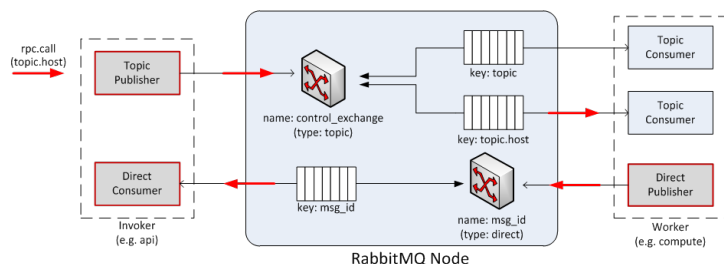 rpc.call
(topic.host)
Topic
Publisher
name: control_exchange
(type: topic)
key: topic
Topic
Consumer
key: topic.host
Topic
Consumer
Direct
Consumer
key: msg_id
name: msg_id
(type: direct)
Direct
Publisher
Invoker
(e.g. api)
Worker
(e.g. compute)
RabbitMQ Node